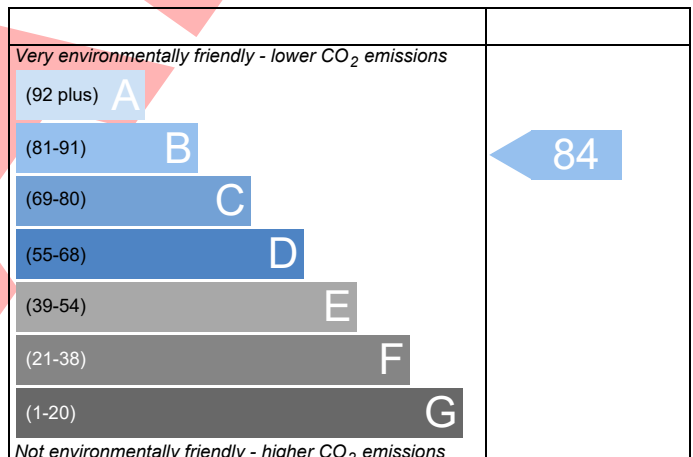 Very environmentally friendly - lower CO2 emissions
(92 plus) A
(81-91) B
84
(69-80) C
(55-68) D
(39-54) E
(21-38) F
(1-20) G
Not environmentally friendly - higher CO2 emissions